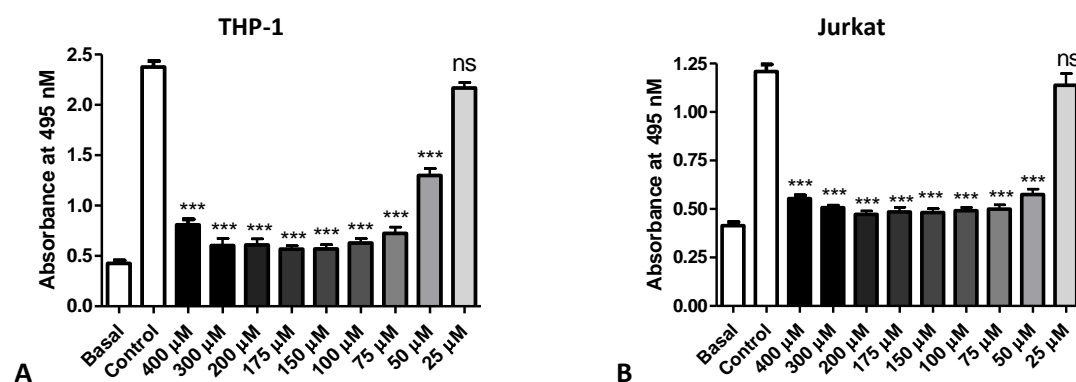 THP-1
Absorbance at 495 nM
2.5
2.0
1.5
1.0
0.5
0.0
***
***
***
***
***
***
***
***
ns
Basal
Control
400 µM
300 µM
200 µM
175 µM
150 µM
100 µM
75 µM
50 µM
25 µM
A
Jurkat
Absorbance at 495 nM
1.25
1.00
0.75
0.50
0.25
0.00
***
***
***
***
***
***
***
***
ns
Basal
Control
400 µM
300 µM
200 µM
175 µM
150 µM
100 µM
75 µM
50 µM
25 µM
B